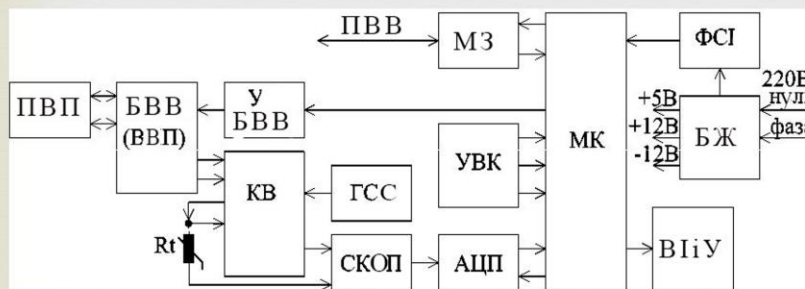 ПВВ
МЗ
ФСІ
ПВП
БВВ
(ВВП)
У
БВВ
МК
+5В
+12В
-12В
БЖ
220В
нул
фаза
УВК
КВ
ГСС
Rt
СКОП
АЦП
ВІіУ